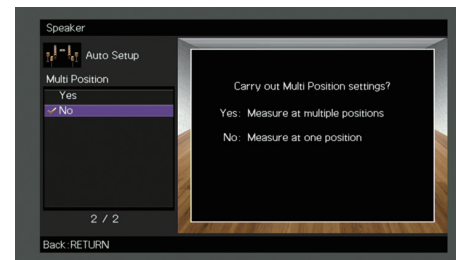 Speaker
Auto Setup
Multi Position
Yes
No
2 / 2
Back:RETURN
Carry out Multi Position settings?
Yes: Measure at multiple positions
No: Measure at one position